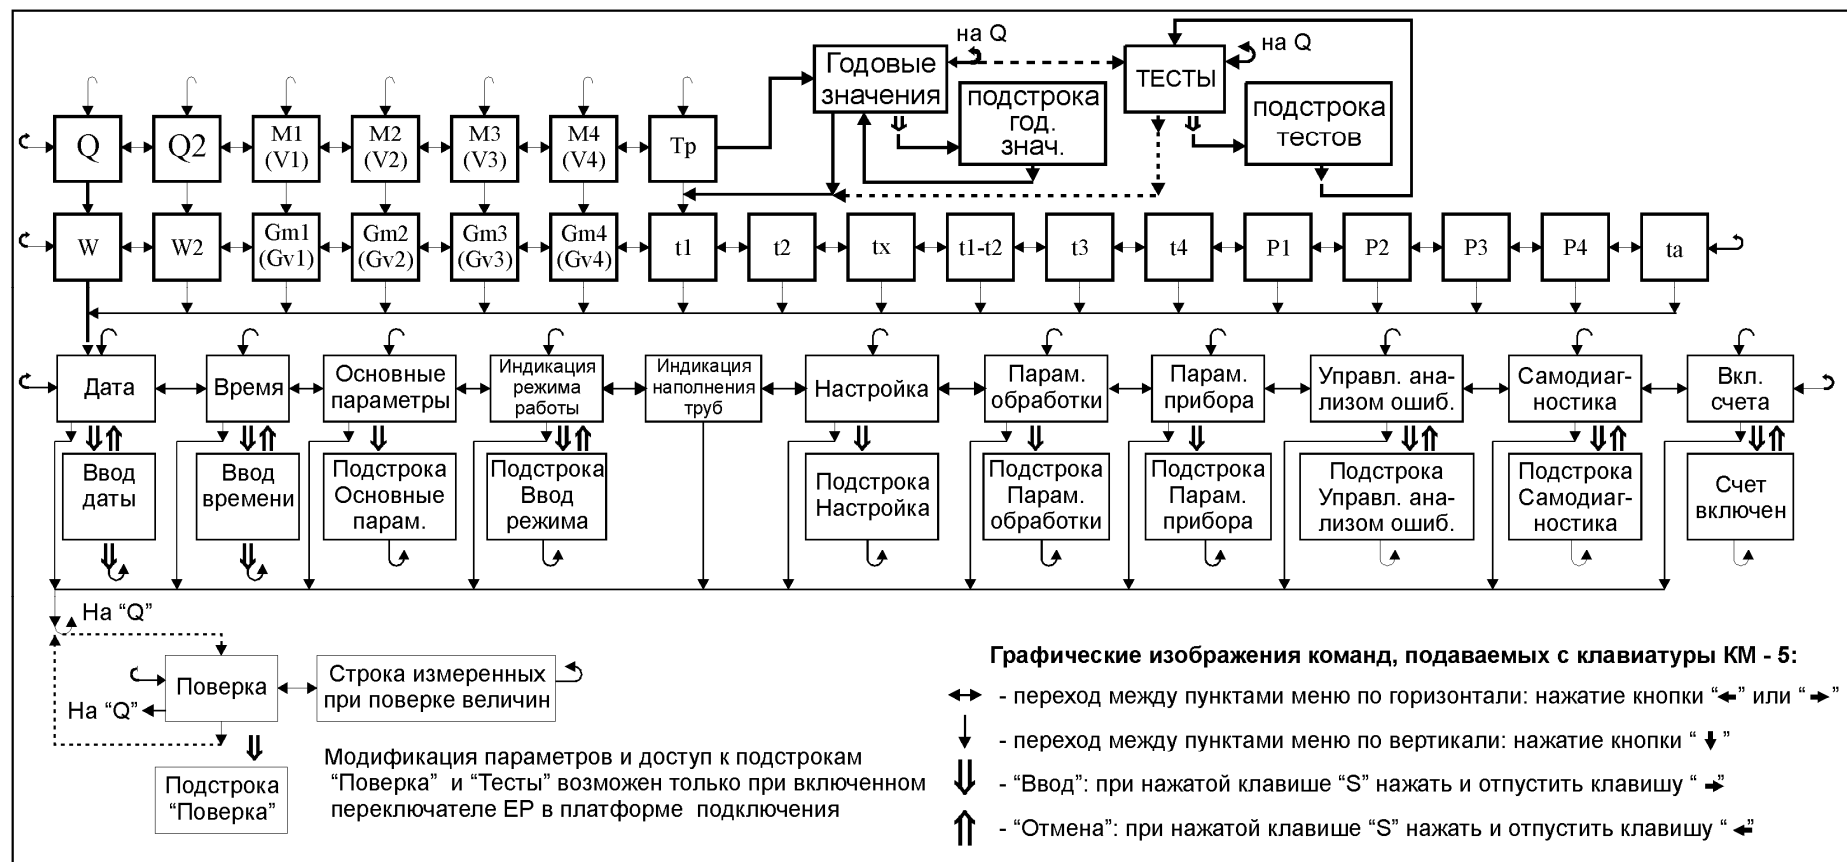 на Q
на Q
Годовые
значения
ТЕСТЫ
подстрока
год.
знач.
подстрока
тестов
Q
Q2
M1
(V1)
M2
(V2)
M3
(V3)
M4
(V4)
Тр
W
W2
Gm1
(Gv1)
Gm2
(Gv2)
Gm3
(Gv3)
Gm4
(Gv4)
t1
t2
tx
t1-t2
t3
t4
P1
P2
P3
P4
ta
Дата
Время
Основные
параметры
Индикация
режима
работы
Индикация
наполнения
труб
Настройка
Парам.
обработки
Парам.
прибора
Управл. ана-
лизом ошиб.
Самодиаг-
ностика
Вкл.
счета
Ввод
даты
Ввод
времени
Подстрока
Основные
парам.
Подстрока
Ввод
режима
Подстрока
Настройка
Подстрока
Парам.
обработки
Подстрока
Парам.
прибора
Подстрока
Управл. ана-
лизом ошиб.
Подстрока
Самодиаг-
ностика
Счет
включен
На “Q”
Поверка
Строка измеренных
при поверке величин
На “Q”
Подстрока
“Поверка”
Модификация параметров и доступ к подстрокам
“Поверка” и “Тесты” возможен только при включенном
переключателе ЕР в платформе подключения
Графические изображения команд, подаваемых с клавиатуры КМ - 5:
- переход между пунктами меню по горизонтали: нажатие кнопки “←” или “→”
- переход между пунктами меню по вертикали: нажатие кнопки “↓”
- “Ввод”: при нажатой клавише “S” нажать и отпустить клавишу “→
- “Отмена”: при нажатой клавише “S” нажать и отпустить клавишу “←”